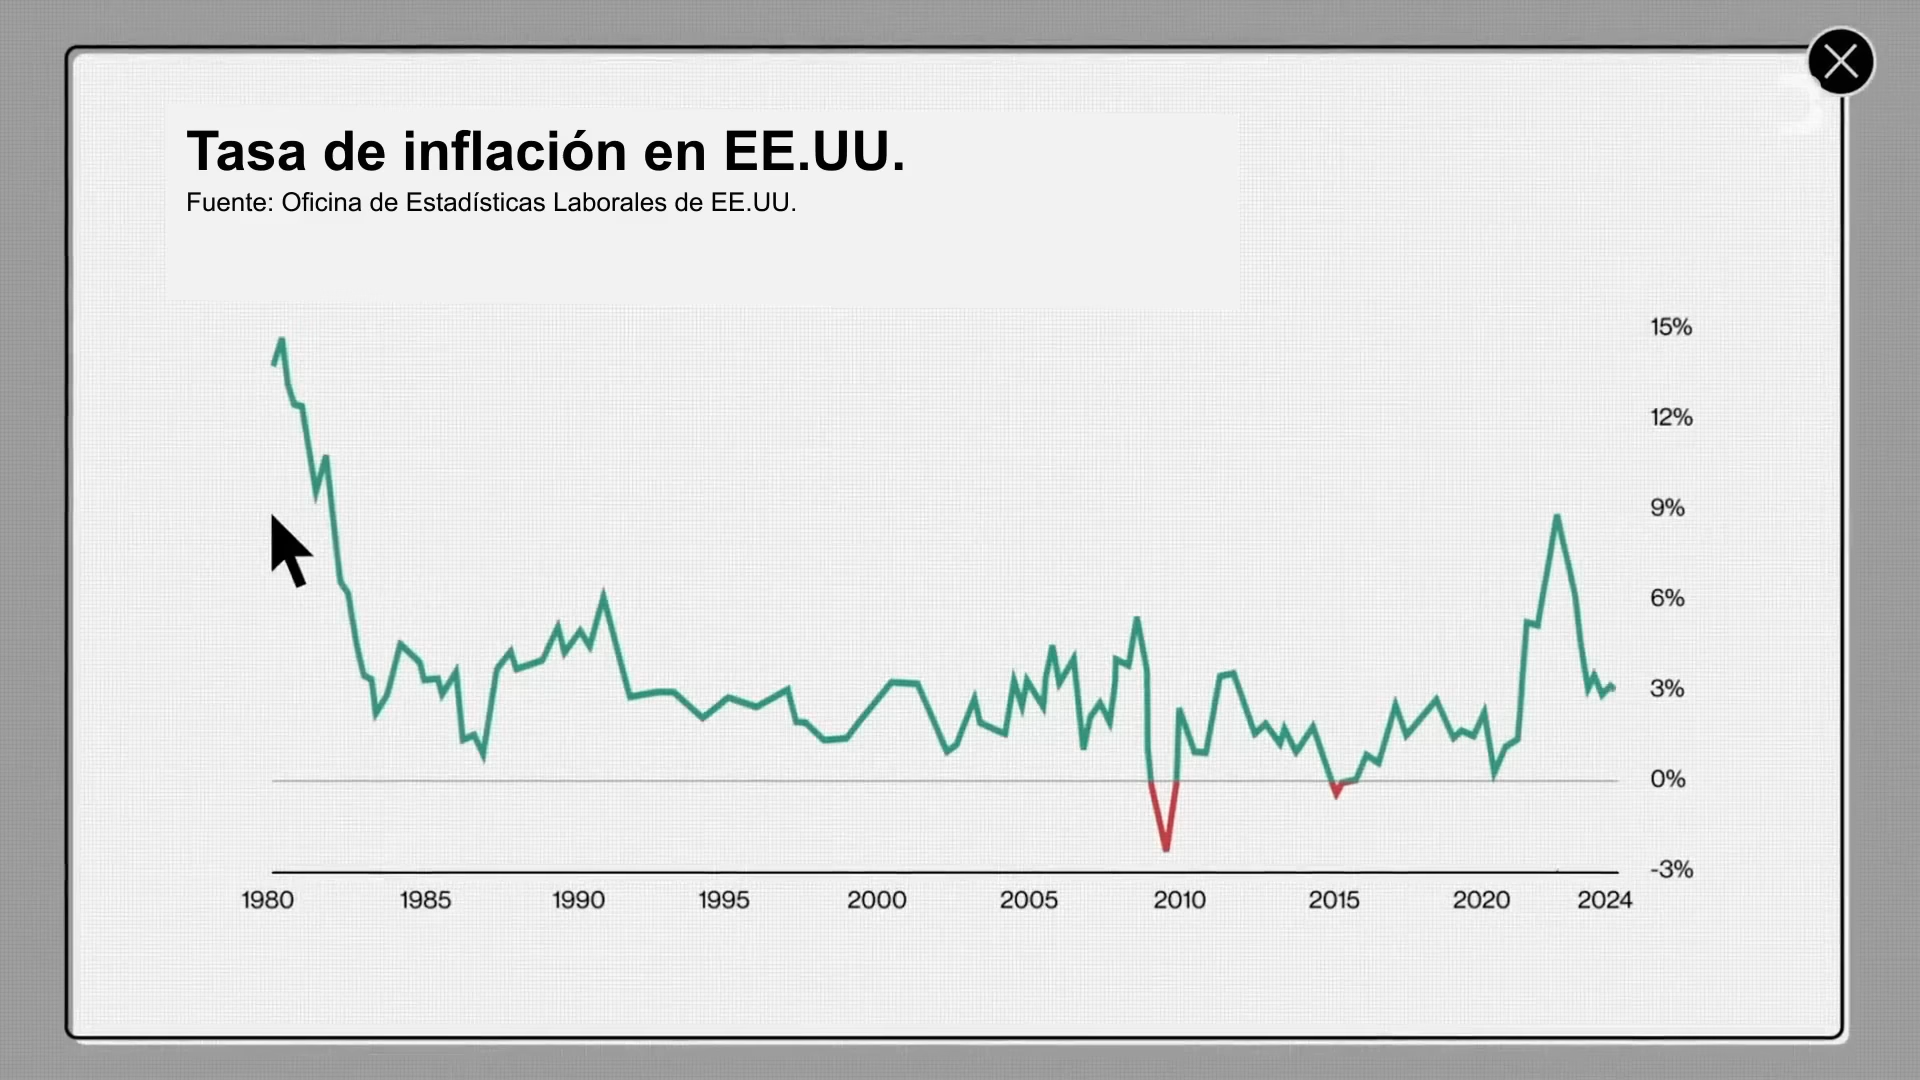 Tasa de inflación en EE.UU.
Fuente: Oficina de Estadísticas Laborales de EE.UU.
15%
12%
9%
6%
3%
0%
-3%
1980 1985 1990 1995 2000 2005 2010 2015 2020 2024